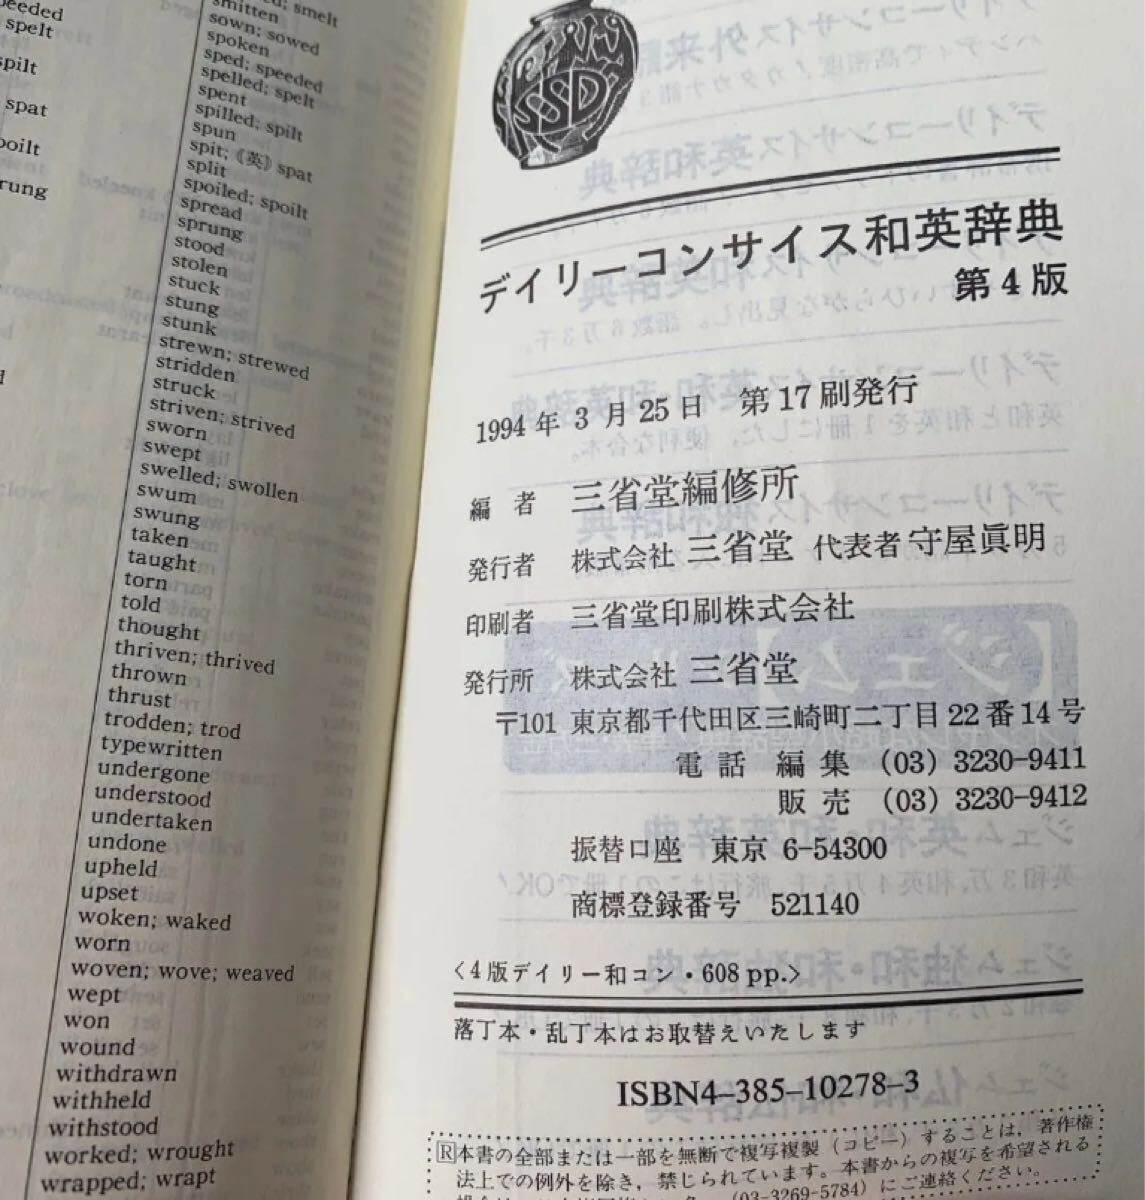 peeded
spelt
spilt
spat
poilt
rung
smelt
smitten
sown; sowed
spoken
sped; speeded
spelled; spelt
spent
spilled; spilt
spun
spit; 《英》 spat
split
spoiled; spoilt
spread
sprung
stood
stolen
stuck
stung
stunk
strewn; strewed
stridden
struck
striven; strived
sworn
swept
swelled; swollen
swum
swung
taken
taught
torn
told
thought
thriven; thrived
thrown
thrust
trodden; trod
typewritten
undergone
understood
undertaken
undone
upheld
upset
woken; waked
worn
woven; wove; weaved
wept
won
wound
withdrawn
withheld
withstood
worked; wrought
wrapped; wrapt
SSD
デイリーコンサイス和英辞典
第4版
1994年3月25日 第17刷発行
編者 三省堂編修所
発行者 株式会社 三省堂 代表者 守屋眞明
印刷者 三省堂印刷株式会社
発行所 株式会社 三省堂
〒101 東京都千代田区三崎町二丁目22番14号
電話 編集 (03) 3230-9411
販売 (03) 3230-9412
振替口座 東京 6-54300
商標登録番号 521140
〈4版デイリー和コン・608 pp.〉
落丁本・乱丁本はお取替えいたします
ISBN4-385-10278-3
R本書の全部または一部を無断で複写複製(コピー)することは,著作権
法上での例外を除き,禁じられています。本書からの複写を希望される
(03-3269-5784)にご連絡ください。